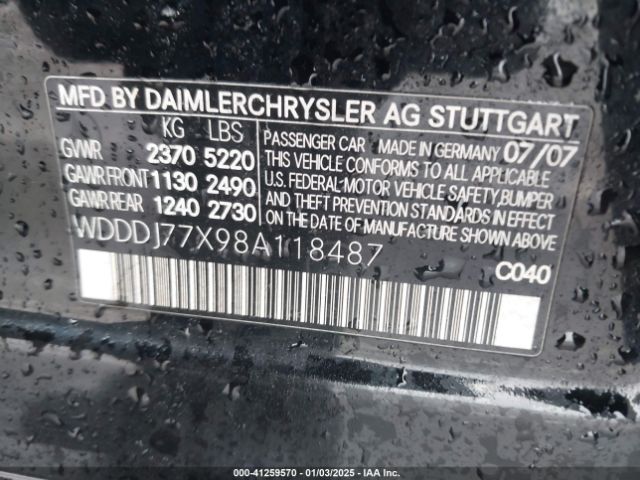 MFD BY DAIMLERCHRYSLER AG STUTTGART
KG LBS
GVWR 2370 5220
GAWR FRONT 1130 2490
GAWR REAR 1240 2730
PASSENGER CAR MADE IN GERMANY 07/07
THIS VEHICLE CONFORMS TO ALL APPLICABLE
U.S. FEDERAL MOTOR VEHICLE SAFETY, BUMPER
AND THEFT PREVENTION STANDARDS IN EFFECT
ON THE DATE OF MANUFACTURE SHOWN ABOVE.
WDDDJ77X98A118487
C040
000-41259570 - 01/03/2025 - IAA Inc.